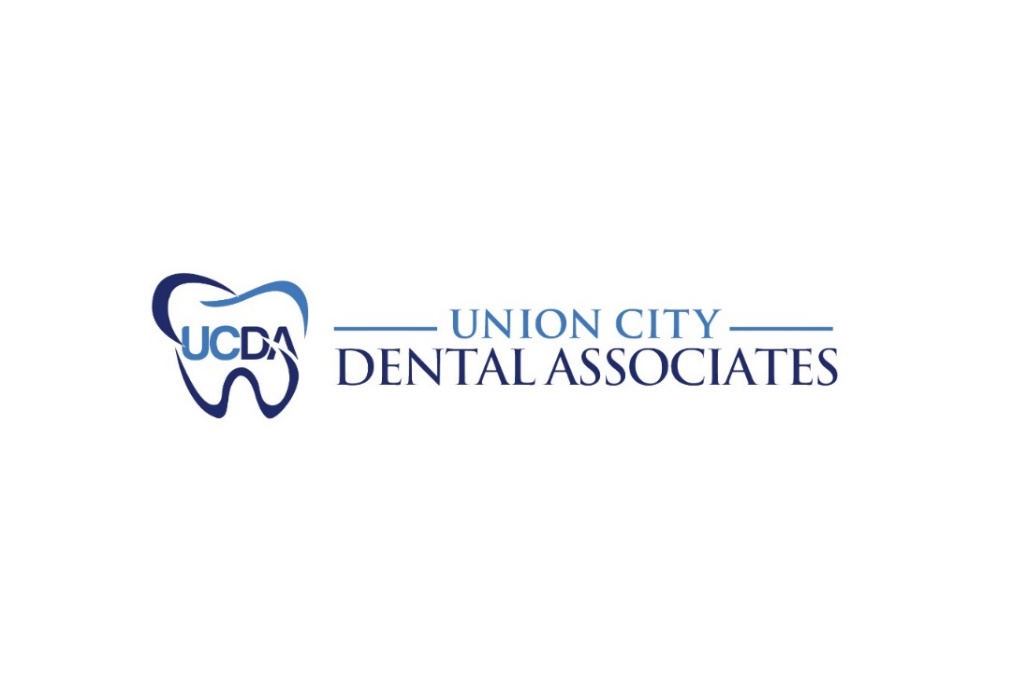 UCDA
UNION CITY
DENTAL ASSOCIATES